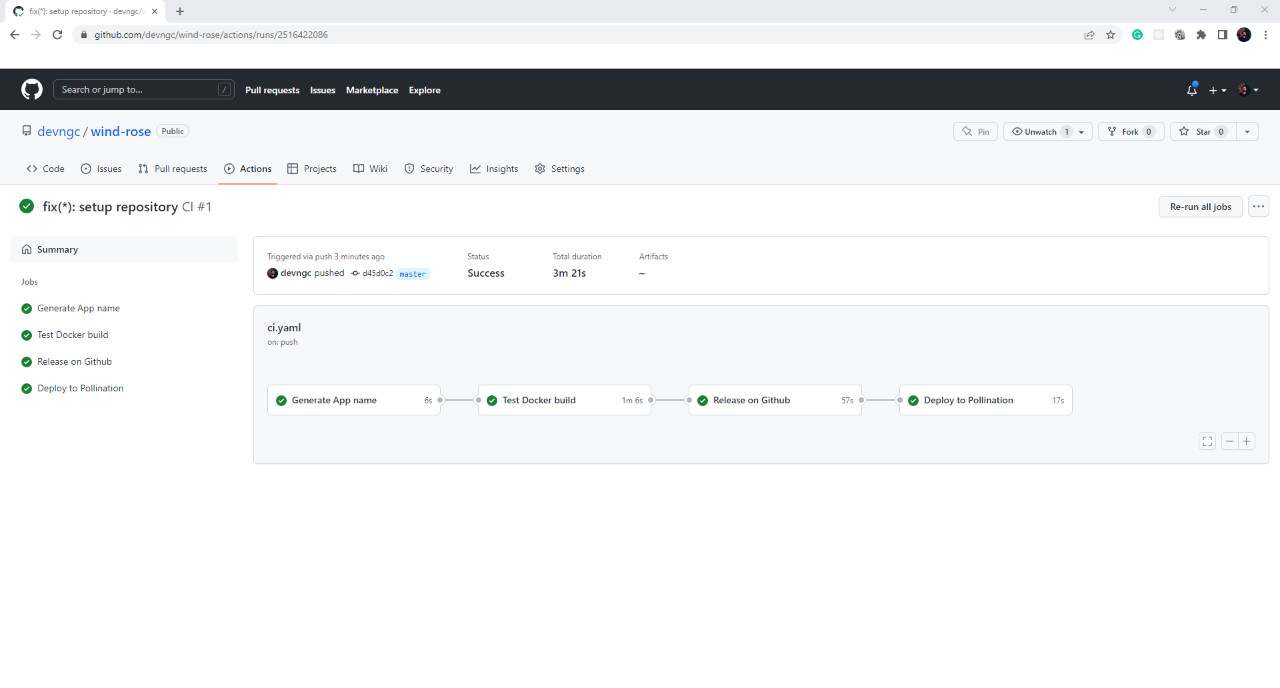 fix(*): setup repository · devngc/w
github.com/devngc/wind-rose/actions/runs/2516422086
Search or jump to... /
Pull requests Issues Marketplace Explore
devngc / wind-rose Public
Pin Unwatch 1 Fork 0 Star 0
Code Issues Pull requests Actions Projects Wiki Security Insights Settings
fix(*): setup repository CI #1
Re-run all jobs
Summary
Jobs
Generate App name
Test Docker build
Release on Github
Deploy to Pollination
Triggered via push 3 minutes ago
devngc pushed d45d0c2 master
Status
Success
Total duration
3m 21s
Artifacts
–
ci.yaml
on: push
Generate App name 6s
Test Docker build 1m 6s
Release on Github 57s
Deploy to Pollination 17s